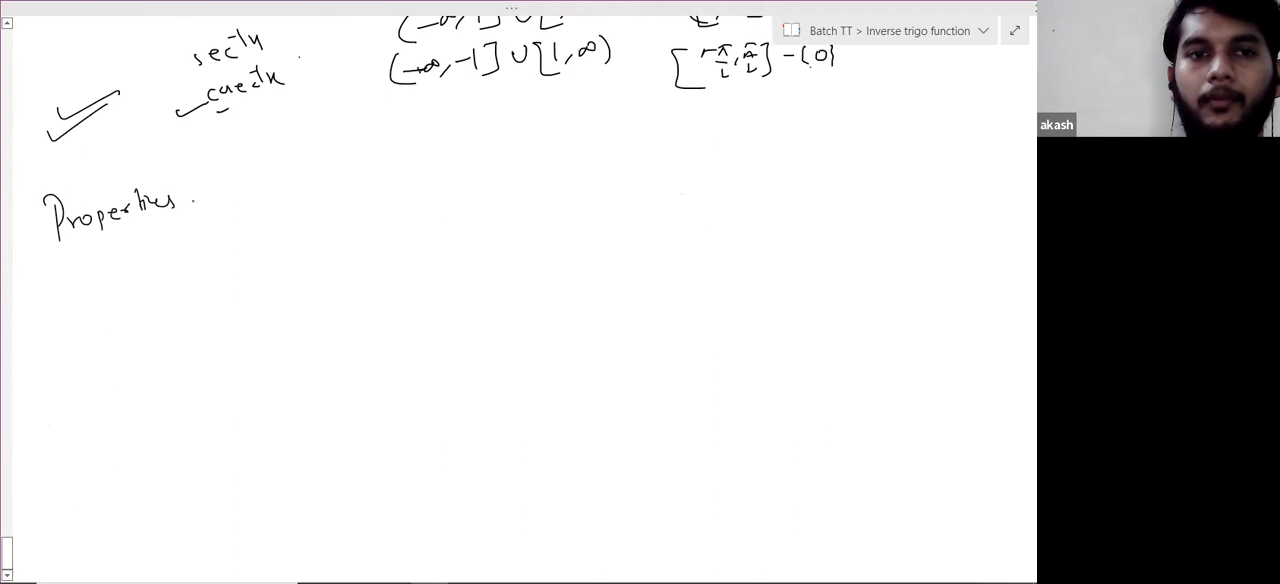 Batch TT > Inverse trigo function
sec⁻¹x (-∞, -1] ∪ [1, ∞) [-π/2, π/2] - {0}
cosec⁻¹x
Properties.
akash